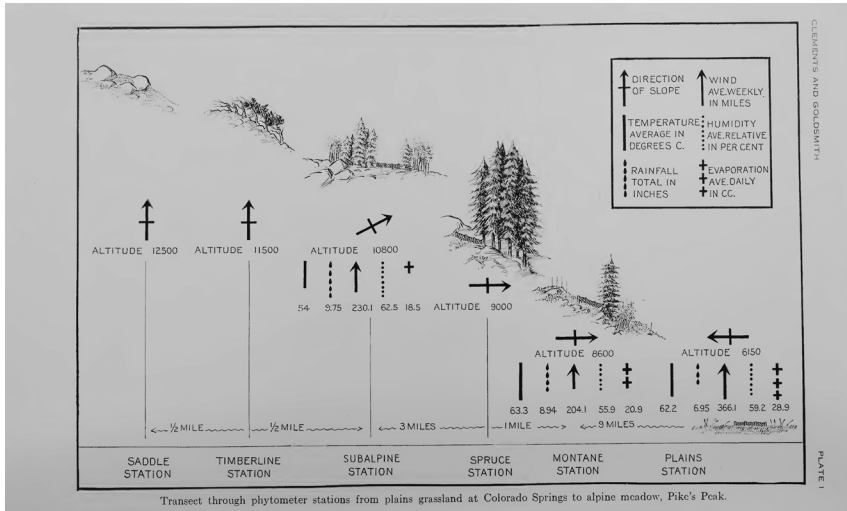 CLEMENTS AND GOLDSMITH
DIRECTION
OF SLOPE
WIND
AVE.WEEKLY
IN MILES
TEMPERATURE
AVERAGE IN
DEGREES C.
HUMIDITY
AVE.RELATIVE
IN PER CENT
RAINFALL
TOTAL IN
INCHES
EVAPORATION
AVE.DAILY
IN CC.
ALTITUDE 12500
ALTITUDE 11500
ALTITUDE 10800
54 9.75 230.1 62.5 18.5
ALTITUDE 9000
ALTITUDE 8600
63.3 8.94 204.1 55.9 20.9
ALTITUDE 6150
62.2 6.95 366.1 59.2 28.9
½ MILE
½ MILE
3 MILES
1 MILE
9 MILES
SADDLE
STATION
TIMBERLINE
STATION
SUBALPINE
STATION
SPRUCE
STATION
MONTANE
STATION
PLAINS
STATION
PLATE 1
Transect through phytometer stations from plains grassland at Colorado Springs to alpine meadow, Pike's Peak.